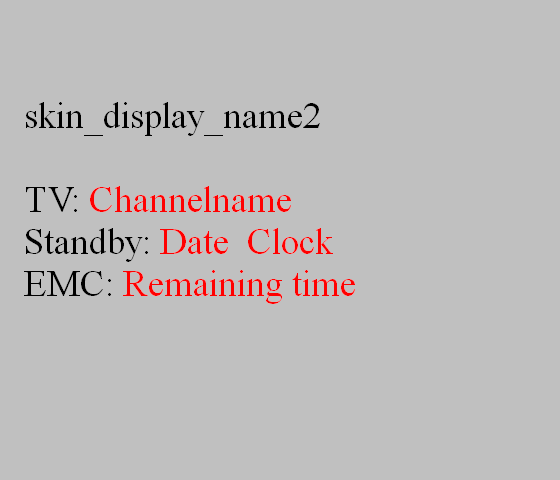 skin_display_name2
TV: Channelname
Standby: Date  Clock
EMC: Remaining time